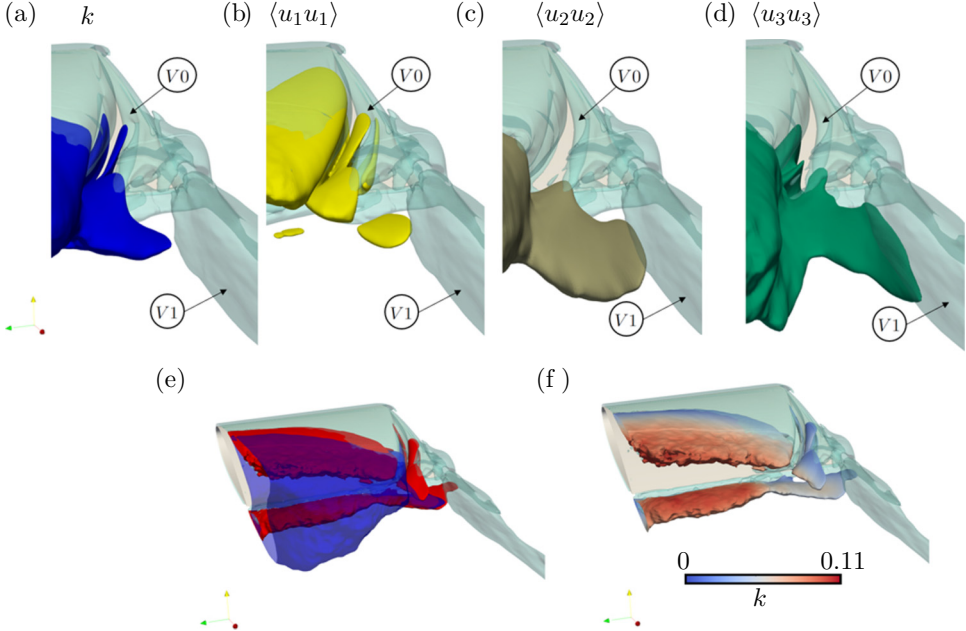 (a) k (b) ⟨u₁u₁⟩ (c) ⟨u₂u₂⟩ (d) ⟨u₃u₃⟩
V0 V0 V0 V0
V1 V1 V1 V1
(e) (f )
0 0.11
k